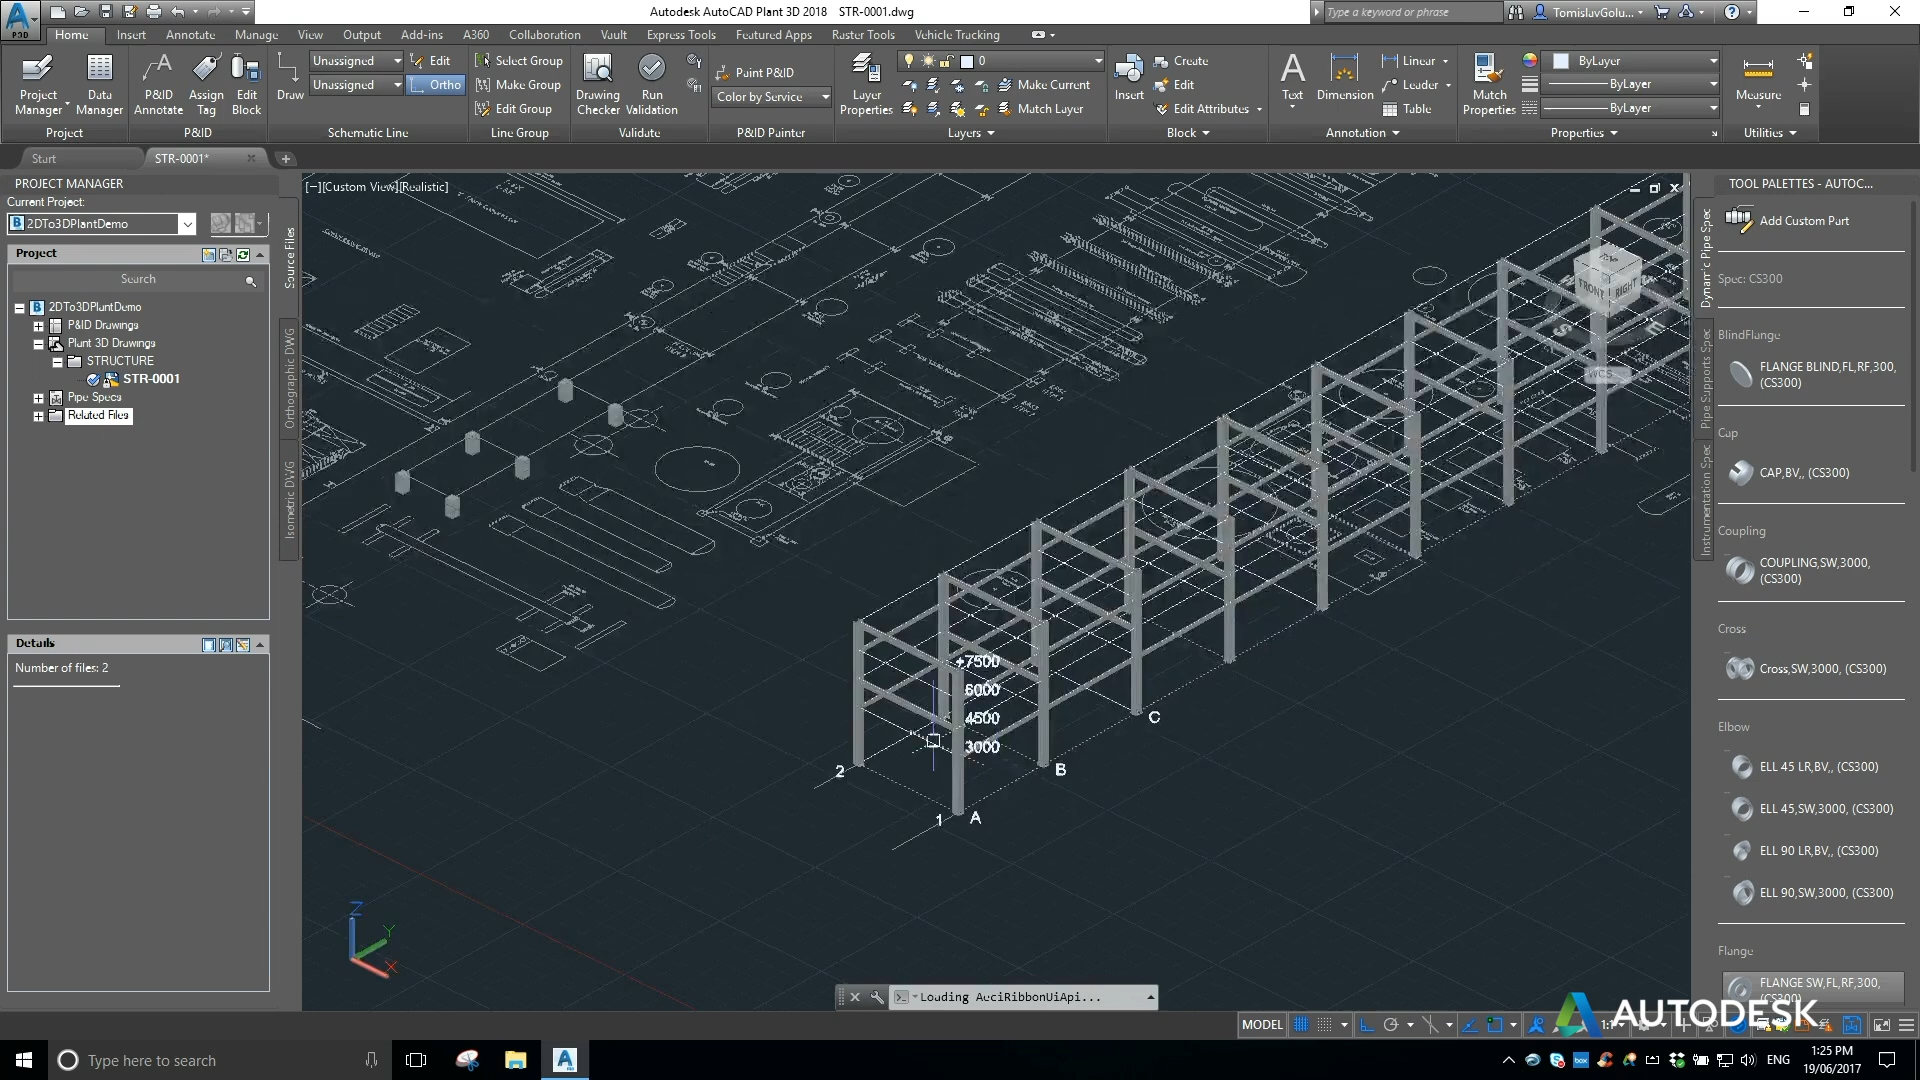 Autodesk AutoCAD Plant 3D 2018   STR-0001.dwg
Type a keyword or phrase
TomislavGolu...
P3D
Home
Insert
Annotate
Manage
View
Output
Add-ins
A360
Collaboration
Vault
Express Tools
Featured Apps
Raster Tools
Vehicle Tracking
Project Manager
Data Manager
Project
P&ID Annotate
Assign Tag
Edit Block
P&ID
Draw
Unassigned
Unassigned
Edit
Ortho
Schematic Line
Select Group
Make Group
Edit Group
Line Group
Drawing Checker
Run Validation
Validate
Paint P&ID
Color by Service
P&ID Painter
Layer Properties
0
Make Current
Match Layer
Layers
Insert
Create
Edit
Edit Attributes
Block
Text
Dimension
Linear
Leader
Table
Annotation
Match Properties
ByLayer
ByLayer
ByLayer
Properties
Measure
Utilities
Start
STR-0001*
PROJECT MANAGER
Current Project:
2DTo3DPlantDemo
Project
Search
2DTo3DPlantDemo
P&ID Drawings
Plant 3D Drawings
STRUCTURE
STR-0001
Pipe Specs
Related Files
Source Files
Orthographic DWG
Isometric DWG
Details
Number of files: 2
[−][Custom View][Realistic]
TOP
FRONT
RIGHT
S
E
WCS
+7500
6000
4500
3000
2
1
A
B
C
Z
Y
X
Loading AeciRibbonUiApi...
TOOL PALETTES - AUTOC...
Dynamic Pipe Spec
Pipe Supports Spec
Instrumentation Spec
Add Custom Part
Spec: CS300
BlindFlange
FLANGE BLIND,FL,RF,300,
(CS300)
Cap
CAP,BV,, (CS300)
Coupling
COUPLING,SW,3000,
(CS300)
Cross
Cross,SW,3000, (CS300)
Elbow
ELL 45 LR,BV,, (CS300)
ELL 45,SW,3000, (CS300)
ELL 90 LR,BV,, (CS300)
ELL 90,SW,3000, (CS300)
Flange
FLANGE SW,FL,RF,300,
(CS300)
MODEL
AUTODESK
Type here to search
ENG
1:25 PM
19/06/2017